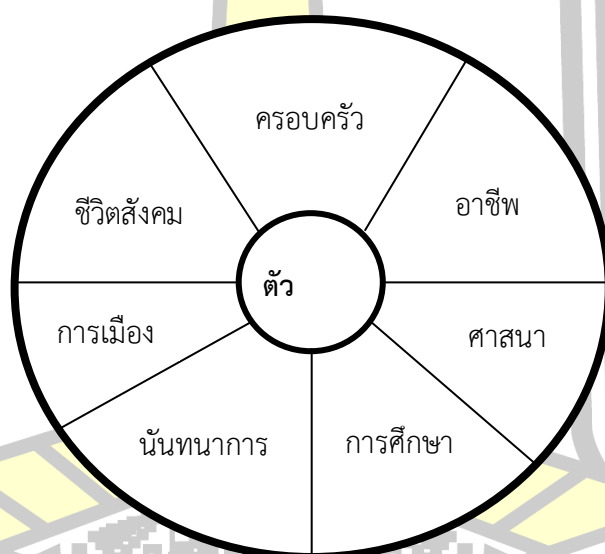 ครอบครัว
อาชีพ
ชีวิตสังคม
ตัว
การเมือง
ศาสนา
นันทนาการ
การศึกษา